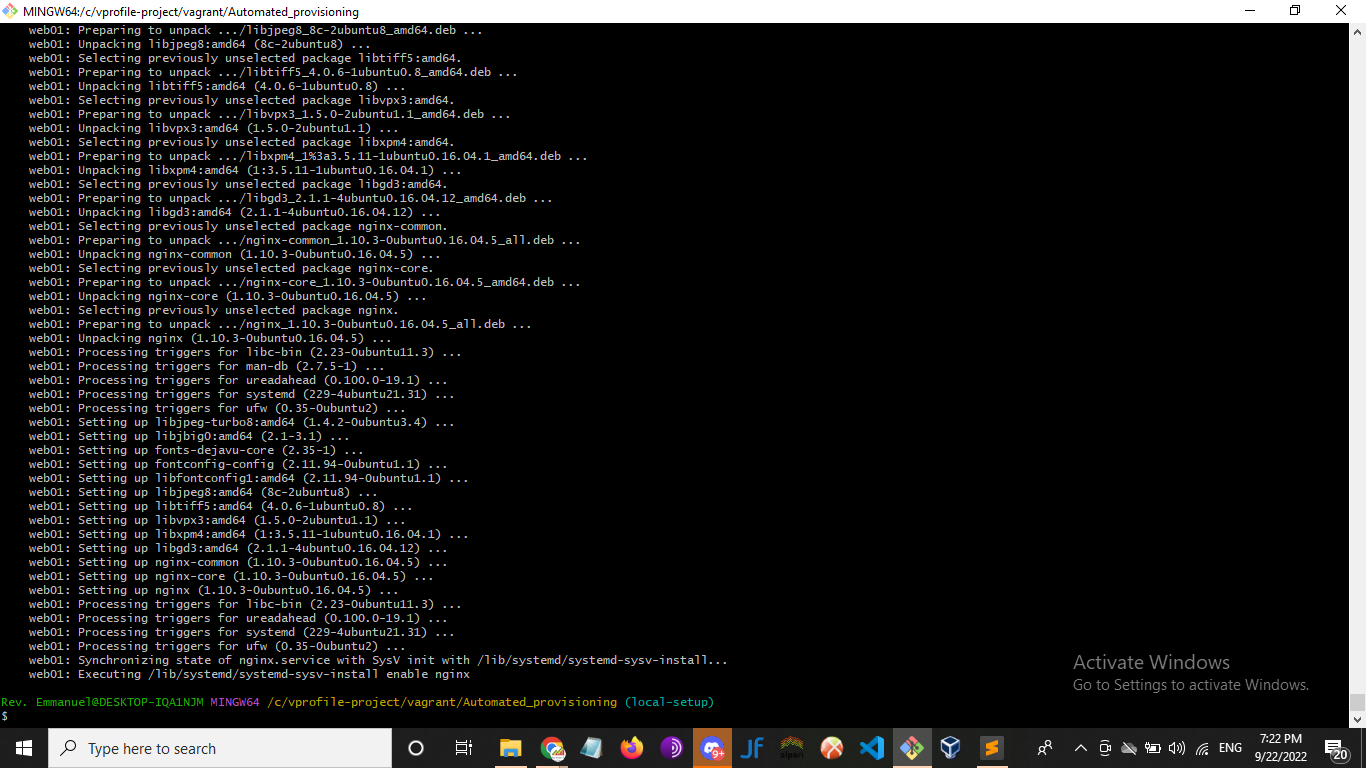 MINGW64:/c/vprofile-project/vagrant/Automated_provisioning
web01: Preparing to unpack .../libjpeg8_8c-2ubuntu8_amd64.deb ...
web01: Unpacking libjpeg8:amd64 (8c-2ubuntu8) ...
web01: Selecting previously unselected package libtiff5:amd64.
web01: Preparing to unpack .../libtiff5_4.0.6-1ubuntu0.8_amd64.deb ...
web01: Unpacking libtiff5:amd64 (4.0.6-1ubuntu0.8) ...
web01: Selecting previously unselected package libvpx3:amd64.
web01: Preparing to unpack .../libvpx3_1.5.0-2ubuntu1.1_amd64.deb ...
web01: Unpacking libvpx3:amd64 (1.5.0-2ubuntu1.1) ...
web01: Selecting previously unselected package libxpm4:amd64.
web01: Preparing to unpack .../libxpm4_1%3a3.5.11-1ubuntu0.16.04.1_amd64.deb ...
web01: Unpacking libxpm4:amd64 (1:3.5.11-1ubuntu0.16.04.1) ...
web01: Selecting previously unselected package libgd3:amd64.
web01: Preparing to unpack .../libgd3_2.1.1-4ubuntu0.16.04.12_amd64.deb ...
web01: Unpacking libgd3:amd64 (2.1.1-4ubuntu0.16.04.12) ...
web01: Selecting previously unselected package nginx-common.
web01: Preparing to unpack .../nginx-common_1.10.3-0ubuntu0.16.04.5_all.deb ...
web01: Unpacking nginx-common (1.10.3-0ubuntu0.16.04.5) ...
web01: Selecting previously unselected package nginx-core.
web01: Preparing to unpack .../nginx-core_1.10.3-0ubuntu0.16.04.5_amd64.deb ...
web01: Unpacking nginx-core (1.10.3-0ubuntu0.16.04.5) ...
web01: Selecting previously unselected package nginx.
web01: Preparing to unpack .../nginx_1.10.3-0ubuntu0.16.04.5_all.deb ...
web01: Unpacking nginx (1.10.3-0ubuntu0.16.04.5) ...
web01: Processing triggers for libc-bin (2.23-0ubuntu11.3) ...
web01: Processing triggers for man-db (2.7.5-1) ...
web01: Processing triggers for ureadahead (0.100.0-19.1) ...
web01: Processing triggers for systemd (229-4ubuntu21.31) ...
web01: Processing triggers for ufw (0.35-0ubuntu2) ...
web01: Setting up libjpeg-turbo8:amd64 (1.4.2-0ubuntu3.4) ...
web01: Setting up libjbig0:amd64 (2.1-3.1) ...
web01: Setting up fonts-dejavu-core (2.35-1) ...
web01: Setting up fontconfig-config (2.11.94-0ubuntu1.1) ...
web01: Setting up libfontconfig1:amd64 (2.11.94-0ubuntu1.1) ...
web01: Setting up libjpeg8:amd64 (8c-2ubuntu8) ...
web01: Setting up libtiff5:amd64 (4.0.6-1ubuntu0.8) ...
web01: Setting up libvpx3:amd64 (1.5.0-2ubuntu1.1) ...
web01: Setting up libxpm4:amd64 (1:3.5.11-1ubuntu0.16.04.1) ...
web01: Setting up libgd3:amd64 (2.1.1-4ubuntu0.16.04.12) ...
web01: Setting up nginx-common (1.10.3-0ubuntu0.16.04.5) ...
web01: Setting up nginx-core (1.10.3-0ubuntu0.16.04.5) ...
web01: Setting up nginx (1.10.3-0ubuntu0.16.04.5) ...
web01: Processing triggers for libc-bin (2.23-0ubuntu11.3) ...
web01: Processing triggers for ureadahead (0.100.0-19.1) ...
web01: Processing triggers for systemd (229-4ubuntu21.31) ...
web01: Processing triggers for ufw (0.35-0ubuntu2) ...
web01: Synchronizing state of nginx.service with SysV init with /lib/systemd/systemd-sysv-install...
web01: Executing /lib/systemd/systemd-sysv-install enable nginx
Rev. Emmanuel@DESKTOP-IQA1NJM MINGW64 /c/vprofile-project/vagrant/Automated_provisioning (local-setup)
$
Activate Windows
Go to Settings to activate Windows.
Type here to search
9+
JF
ENG
7:22 PM
9/22/2022
20